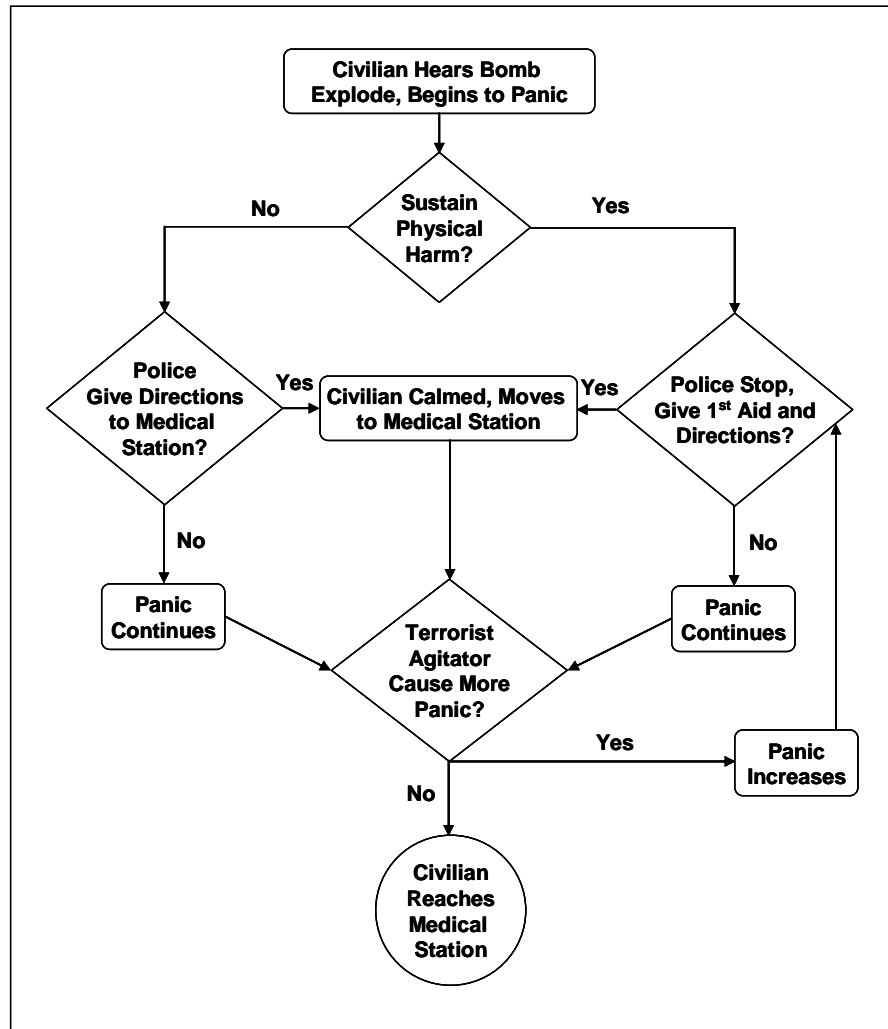 Civilian Hears Bomb
Explode, Begins to Panic
Sustain
Physical
Harm?
No
Yes
Police
Give Directions
to Medical
Station?
Yes
Civilian Calmed, Moves
to Medical Station
Yes
Police Stop,
Give 1st Aid and
Directions?
No
No
Panic
Continues
Terrorist
Agitator
Cause More
Panic?
Panic
Continues
Yes
Panic
Increases
No
Civilian
Reaches
Medical
Station